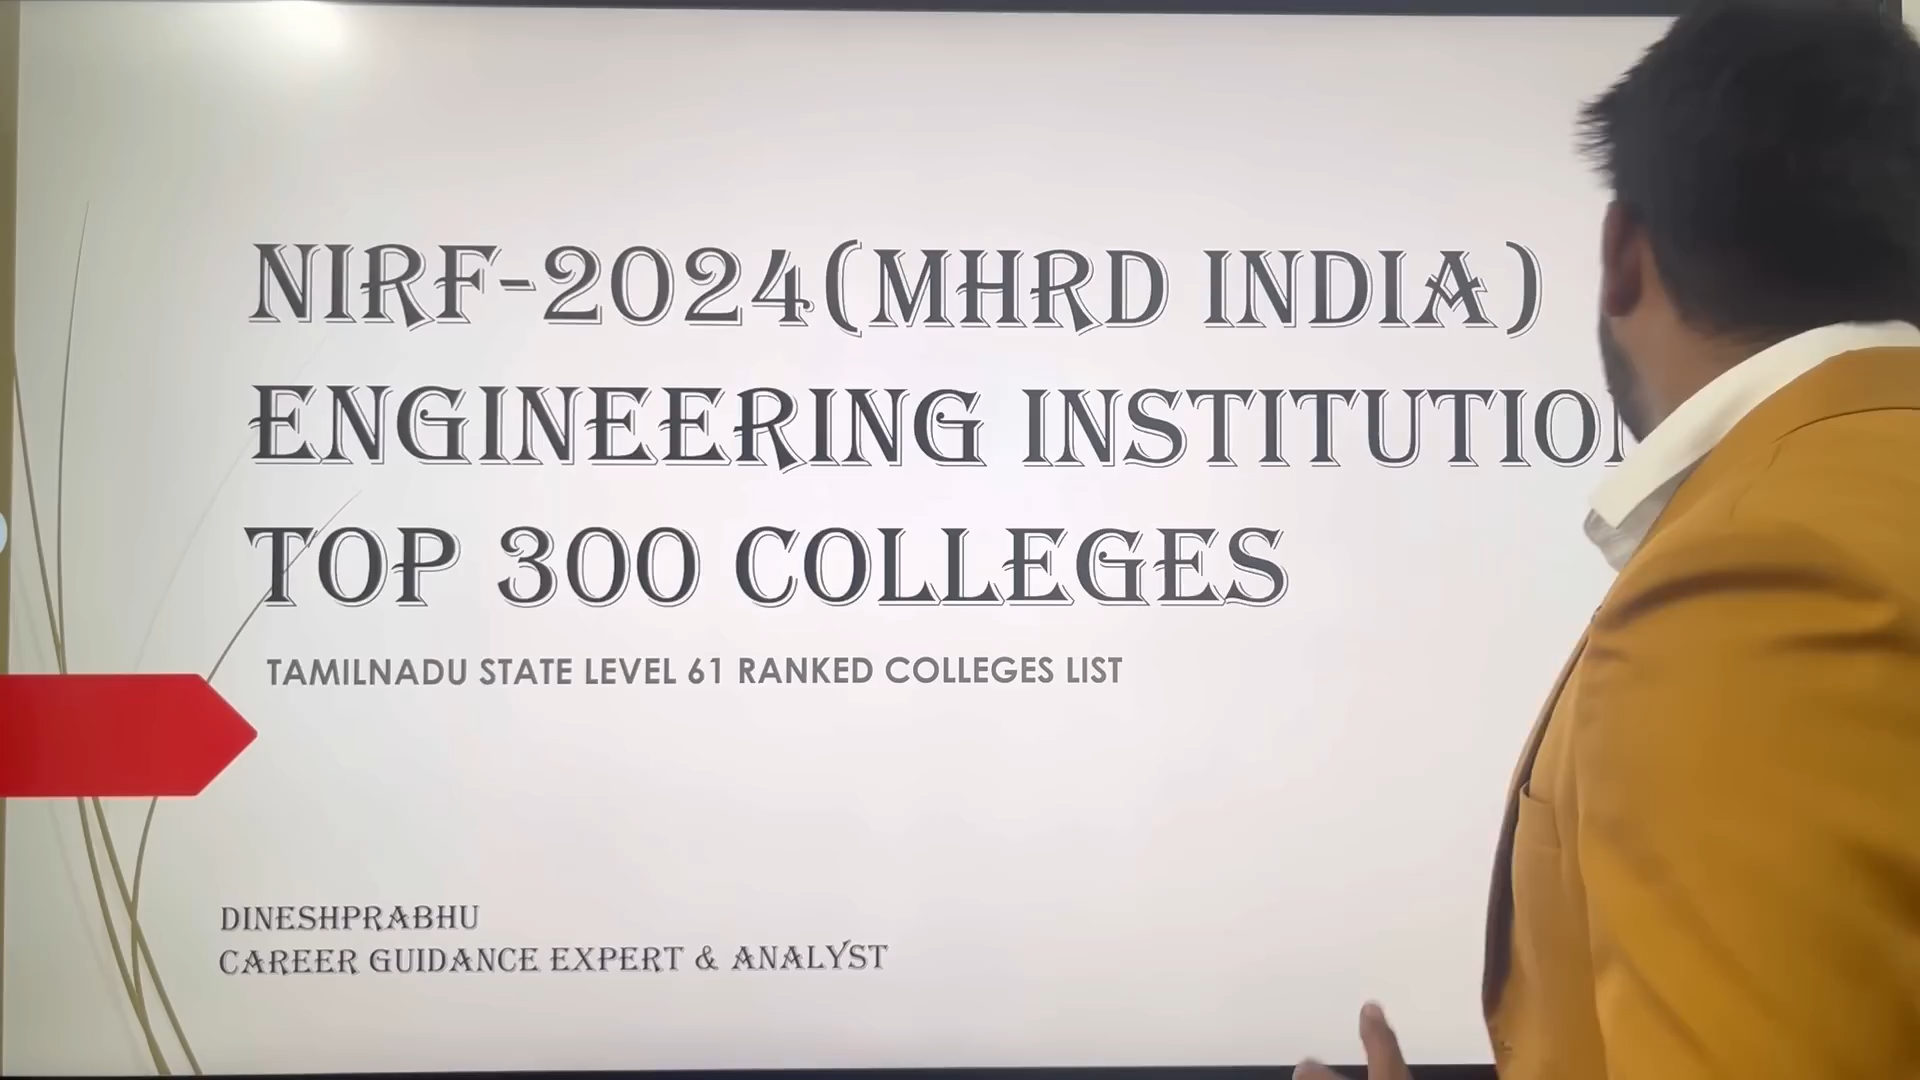 NIRF-2024(MHRD INDIA)
ENGINEERING
TOP 300 COLLEGES
TAMILNADU STATE LEVEL 61 RANKED COLLEGES LIST
DINESHPRABHU
CAREER GUIDANCE EXPERT & ANALYST